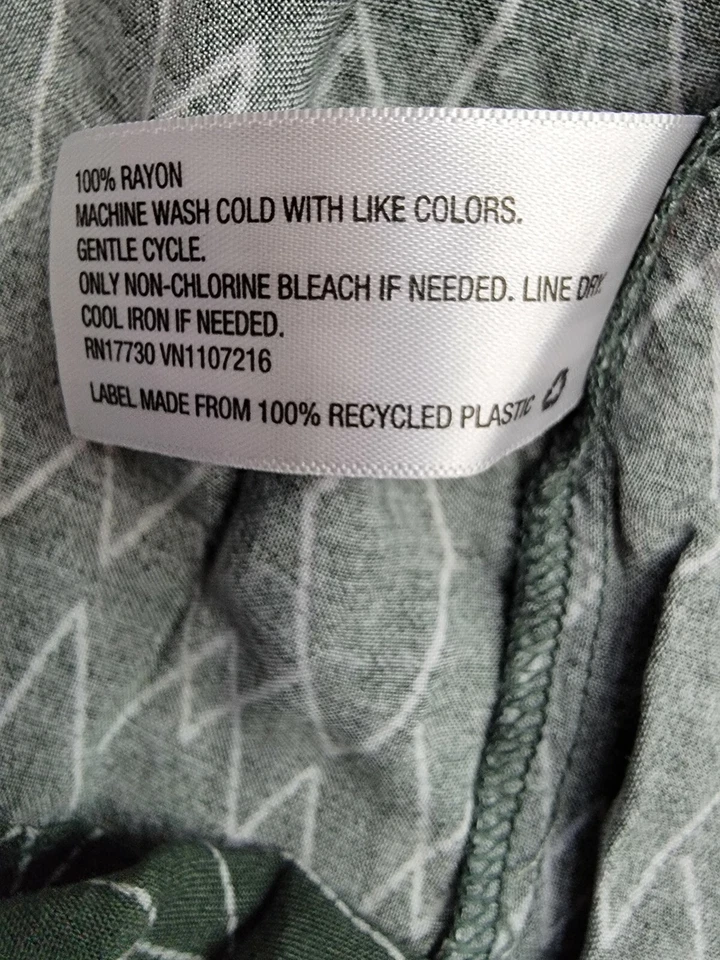 100% RAYON
MACHINE WASH COLD WITH LIKE COLORS.
GENTLE CYCLE.
ONLY NON-CHLORINE BLEACH IF NEEDED. LINE DRY.
COOL IRON IF NEEDED.
RN17730 VN1107216
LABEL MADE FROM 100% RECYCLED PLASTIC